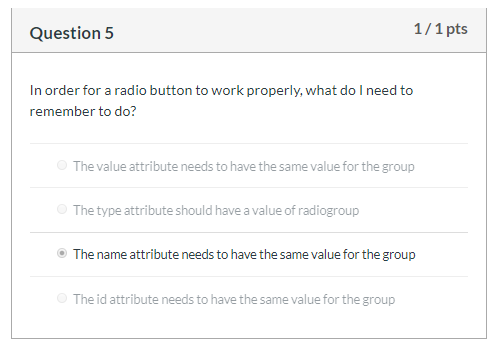 Question 5
1 / 1 pts
In order for a radio button to work properly, what do I need to
remember to do?
The value attribute needs to have the same value for the group
The type attribute should have a value of radiogroup
The name attribute needs to have the same value for the group
The id attribute needs to have the same value for the group